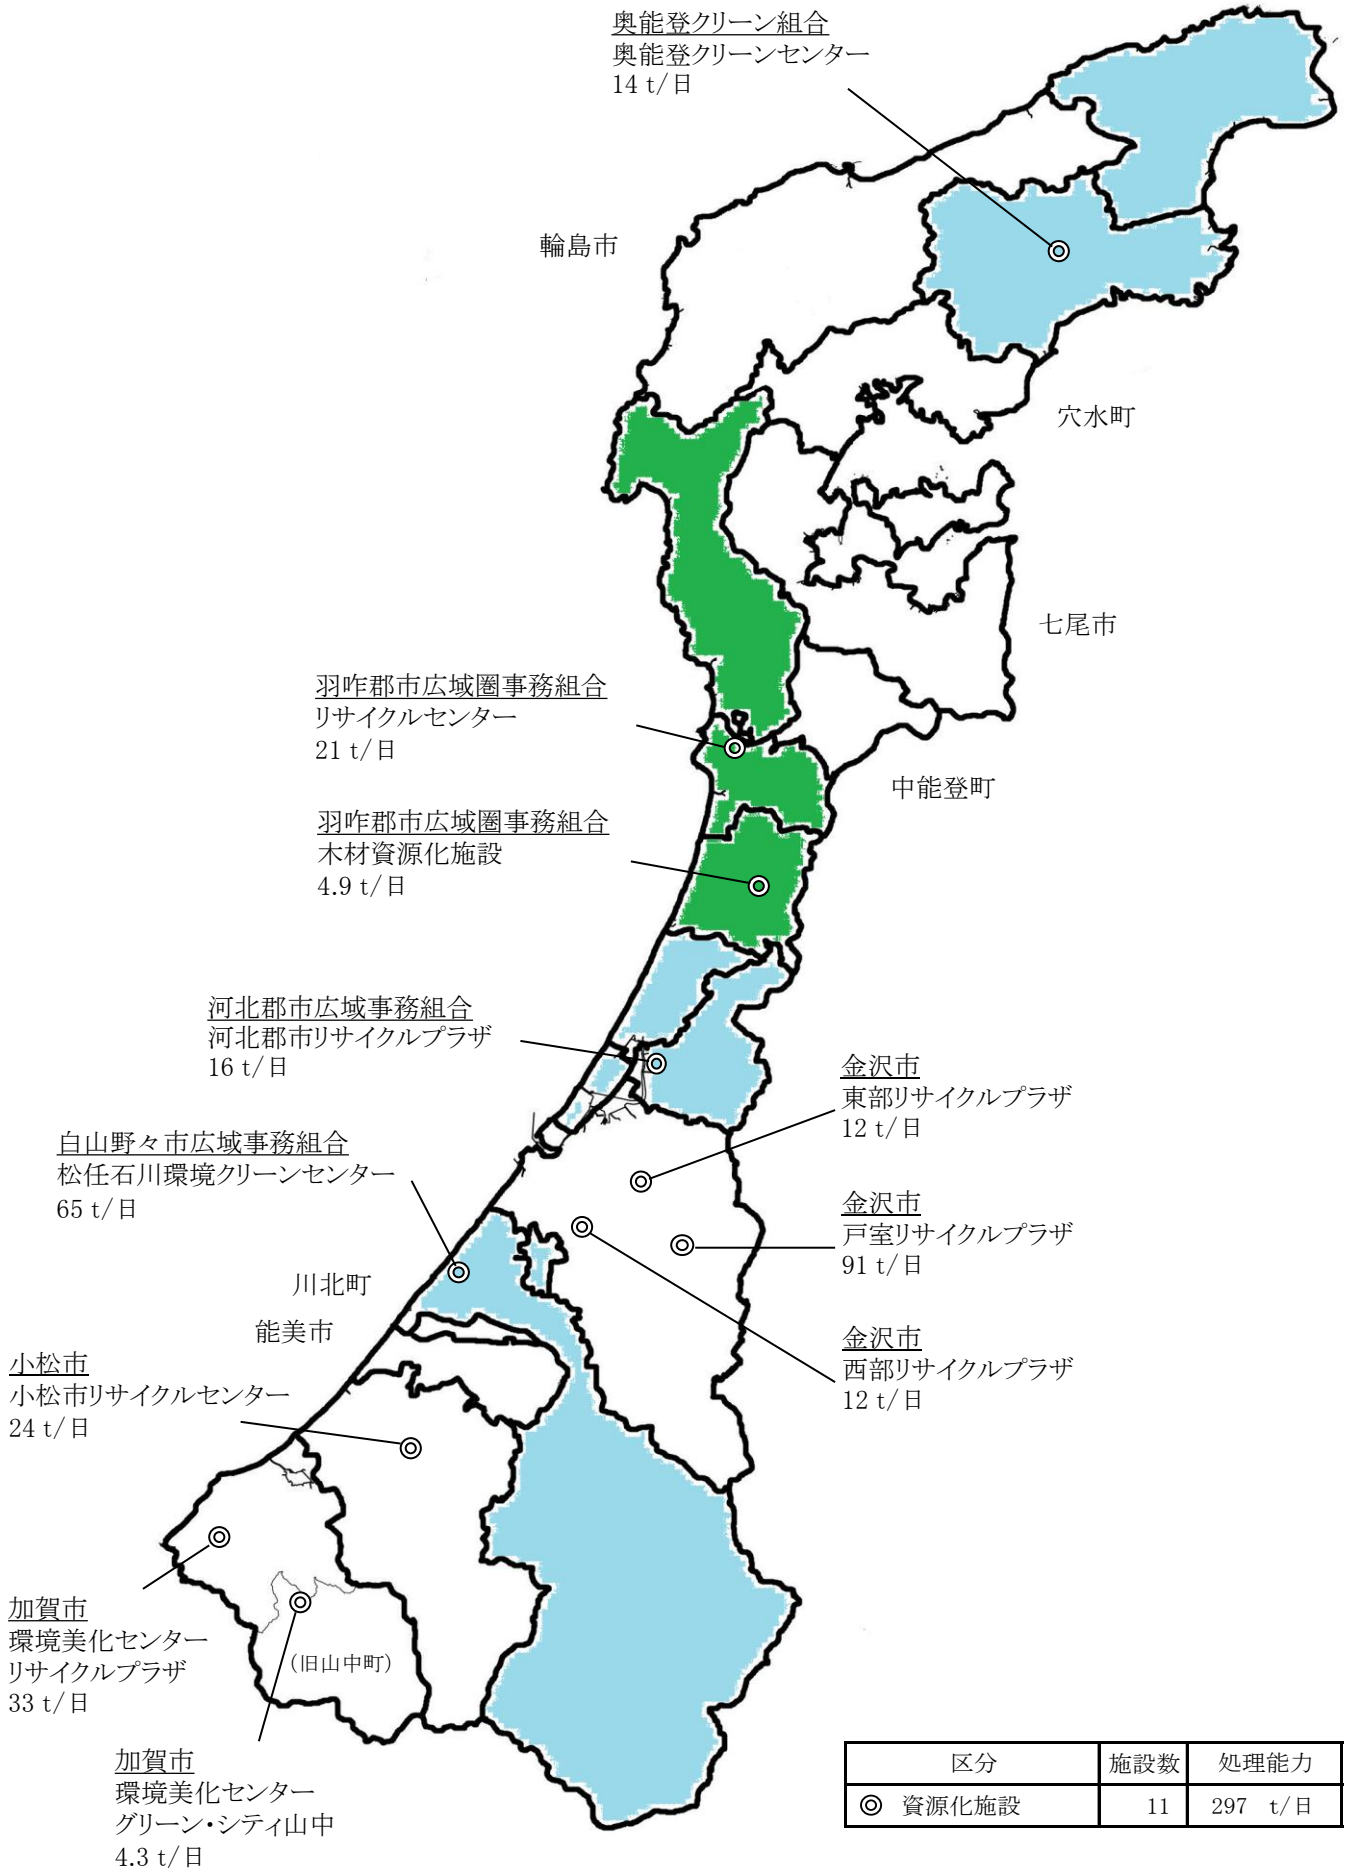 奥能登クリーン組合
奥能登クリーンセンター
14 t/日
輪島市
穴水町
七尾市
羽咋郡市広域圏事務組合
リサイクルセンター
21 t/日
中能登町
羽咋郡市広域圏事務組合
木材資源化施設
4.9 t/日
河北郡市広域事務組合
河北郡市リサイクルプラザ
16 t/日
金沢市
東部リサイクルプラザ
12 t/日
白山野々市広域事務組合
松任石川環境クリーンセンター
65 t/日
金沢市
戸室リサイクルプラザ
91 t/日
川北町
能美市
金沢市
西部リサイクルプラザ
12 t/日
小松市
小松市リサイクルセンター
24 t/日
加賀市
環境美化センター
リサイクルプラザ
33 t/日
(旧山中町)
加賀市
環境美化センター
グリーン・シティ山中
4.3 t/日
区分 施設数 処理能力
◎ 資源化施設 11 297 t/日